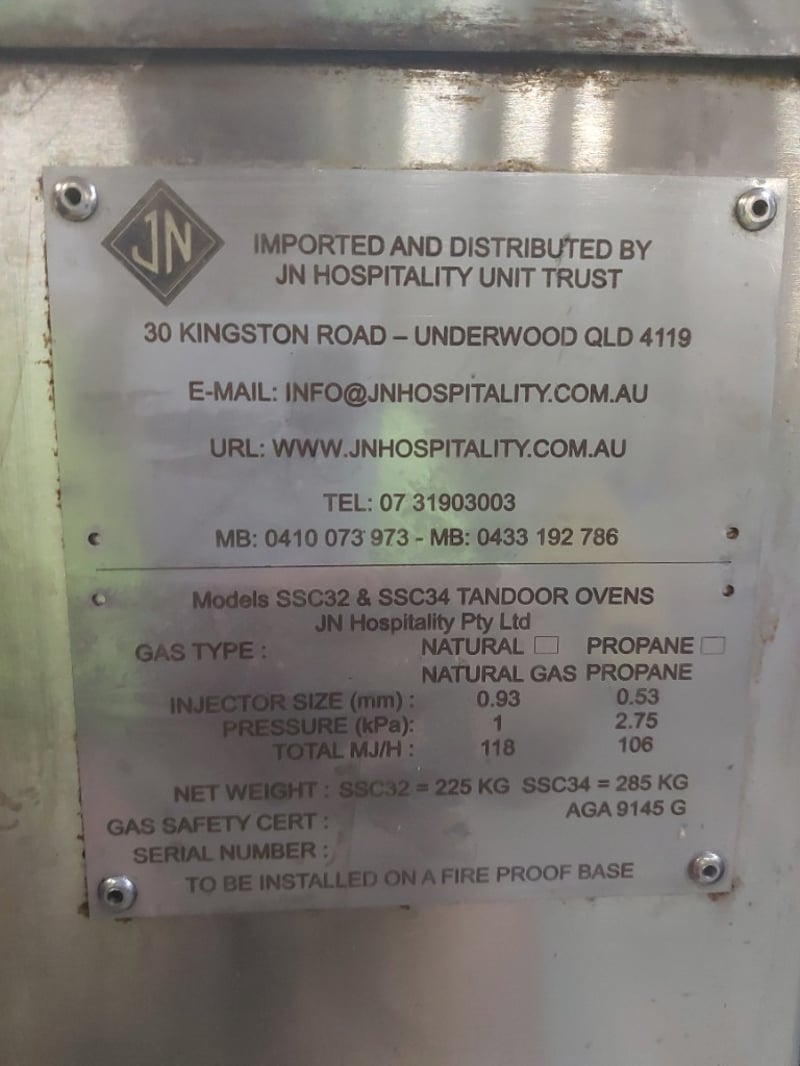 JN
IMPORTED AND DISTRIBUTED BY
JN HOSPITALITY UNIT TRUST
30 KINGSTON ROAD – UNDERWOOD QLD 4119
E-MAIL: INFO@JNHOSPITALITY.COM.AU
URL: WWW.JNHOSPITALITY.COM.AU
TEL: 07 31903003
MB: 0410 073 973 - MB: 0433 192 786
Models SSC32 & SSC34 TANDOOR OVENS
JN Hospitality Pty Ltd
GAS TYPE : NATURAL ☐ PROPANE ☐
NATURAL GAS PROPANE
INJECTOR SIZE (mm) : 0.93 0.53
PRESSURE (kPa): 1 2.75
TOTAL MJ/H : 118 106
NET WEIGHT : SSC32 = 225 KG SSC34 = 285 KG
GAS SAFETY CERT : AGA 9145 G
SERIAL NUMBER :
TO BE INSTALLED ON A FIRE PROOF BASE